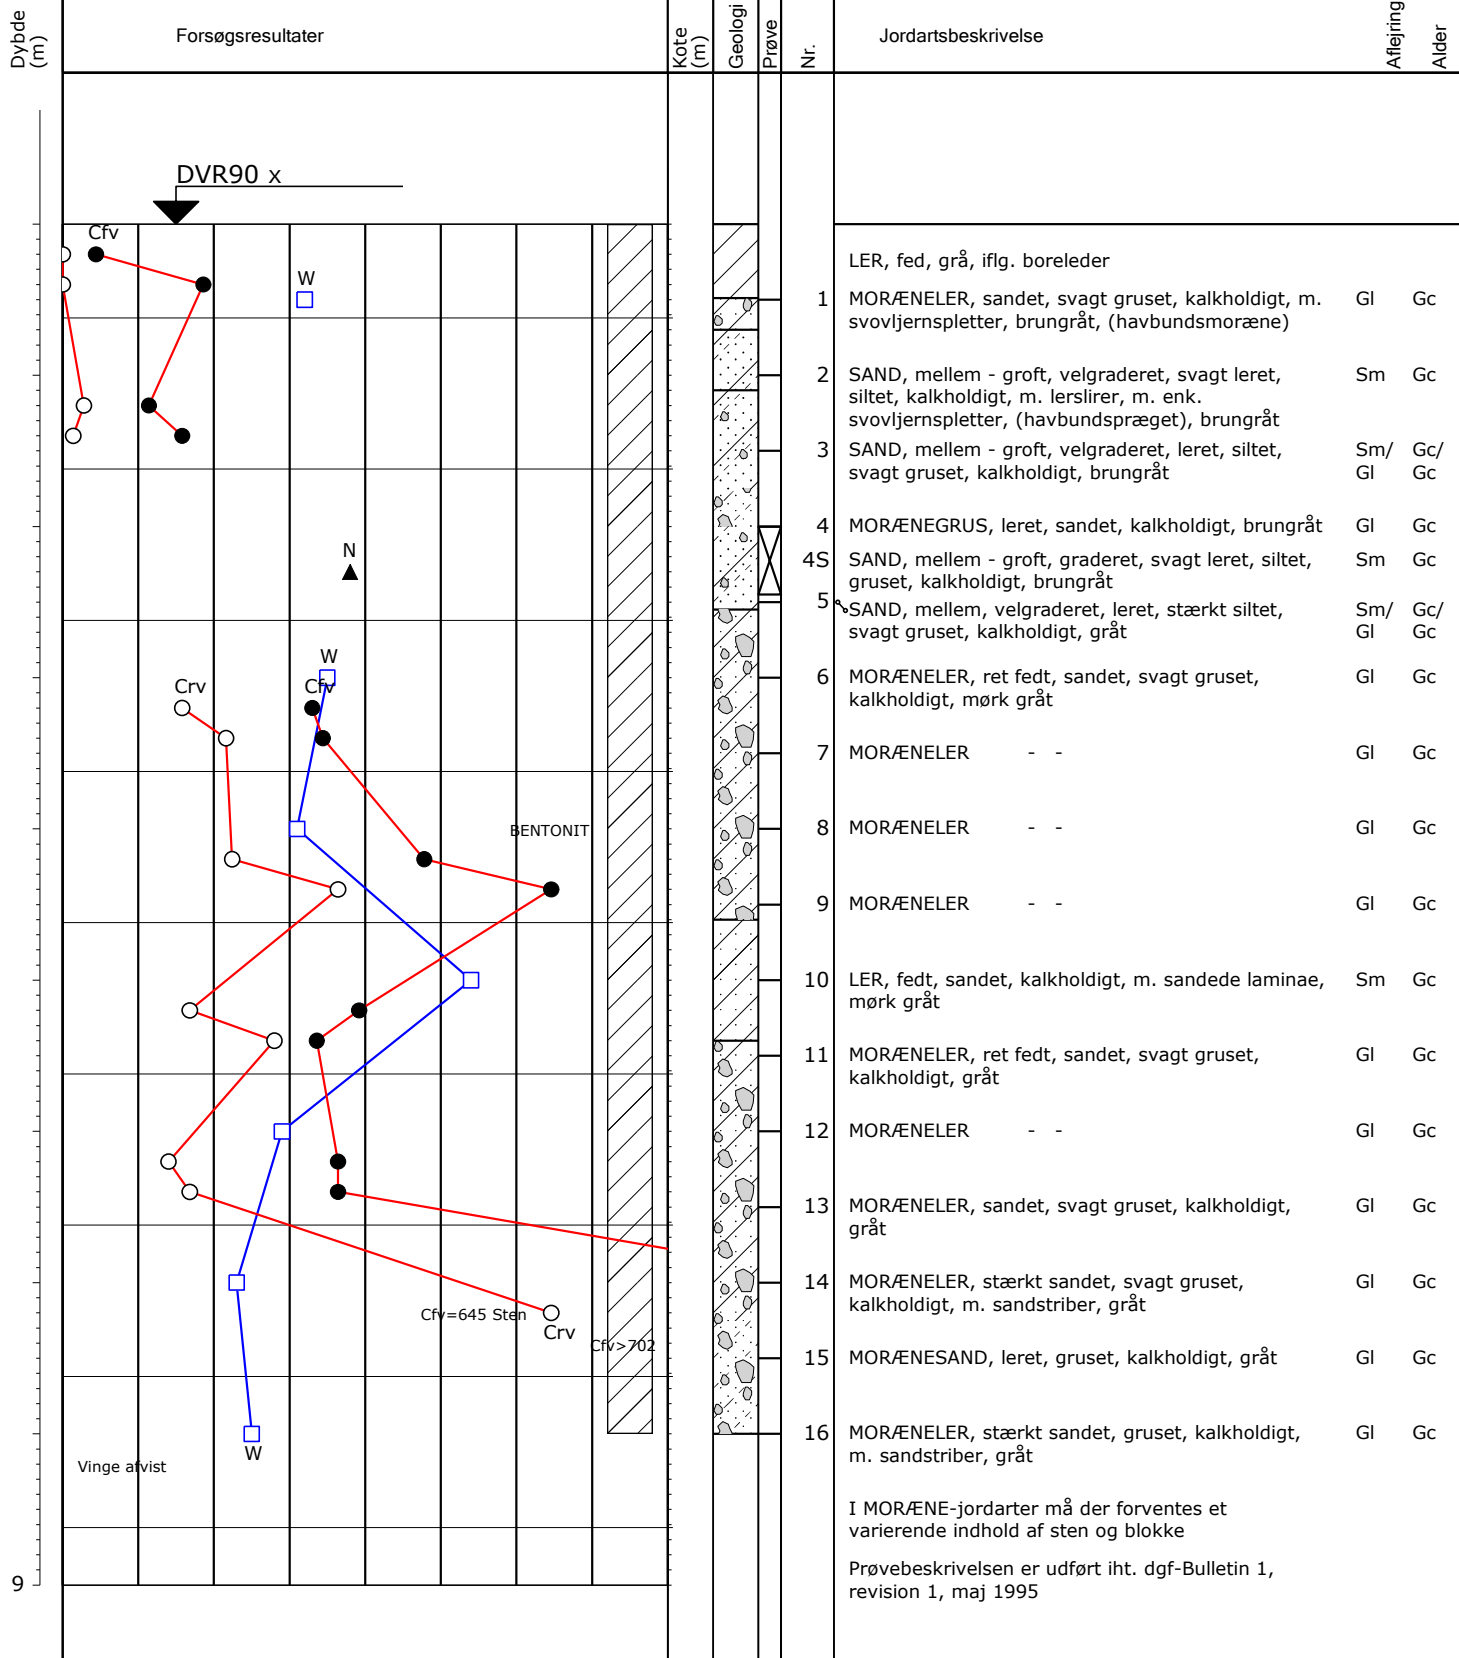 Dybde
(m)
Forsøgsresultater
Kote
(m)
Geologi
Prøve
Nr.
Jordartsbeskrivelse
Aflejring
Alder
DVR90 x
Cfv
W
LER, fed, grå, iflg. boreleder
1 MORÆNELER, sandet, svagt gruset, kalkholdigt, m. Gl Gc
svovljernspletter, brungråt, (havbundsmoræne)
2 SAND, mellem - groft, velgraderet, svagt leret, Sm Gc
siltet, kalkholdigt, m. lerslirer, m. enk.
svovljernspletter, (havbundspræget), brungråt
3 SAND, mellem - groft, velgraderet, leret, siltet, Sm/ Gc/
svagt gruset, kalkholdigt, brungråt Gl Gc
4 MORÆNEGRUS, leret, sandet, kalkholdigt, brungråt Gl Gc
N
4S SAND, mellem - groft, graderet, svagt leret, siltet, Sm Gc
gruset, kalkholdigt, brungråt
5 SAND, mellem, velgraderet, leret, stærkt siltet, Sm/ Gc/
svagt gruset, kalkholdigt, gråt Gl Gc
W
Crv
Cfv
6 MORÆNELER, ret fedt, sandet, svagt gruset, Gl Gc
kalkholdigt, mørk gråt
7 MORÆNELER - - Gl Gc
BENTONIT
8 MORÆNELER - - Gl Gc
9 MORÆNELER - - Gl Gc
10 LER, fedt, sandet, kalkholdigt, m. sandede laminae, Sm Gc
mørk gråt
11 MORÆNELER, ret fedt, sandet, svagt gruset, Gl Gc
kalkholdigt, gråt
12 MORÆNELER - - Gl Gc
13 MORÆNELER, sandet, svagt gruset, kalkholdigt, Gl Gc
gråt
14 MORÆNELER, stærkt sandet, svagt gruset, Gl Gc
kalkholdigt, m. sandstriber, gråt
Cfv=645 Sten
Crv
Cfv>702
15 MORÆNESAND, leret, gruset, kalkholdigt, gråt Gl Gc
16 MORÆNELER, stærkt sandet, gruset, kalkholdigt, Gl Gc
m. sandstriber, gråt
W
Vinge afvist
I MORÆNE-jordarter må der forventes et
varierende indhold af sten og blokke
Prøvebeskrivelsen er udført iht. dgf-Bulletin 1,
revision 1, maj 1995
9